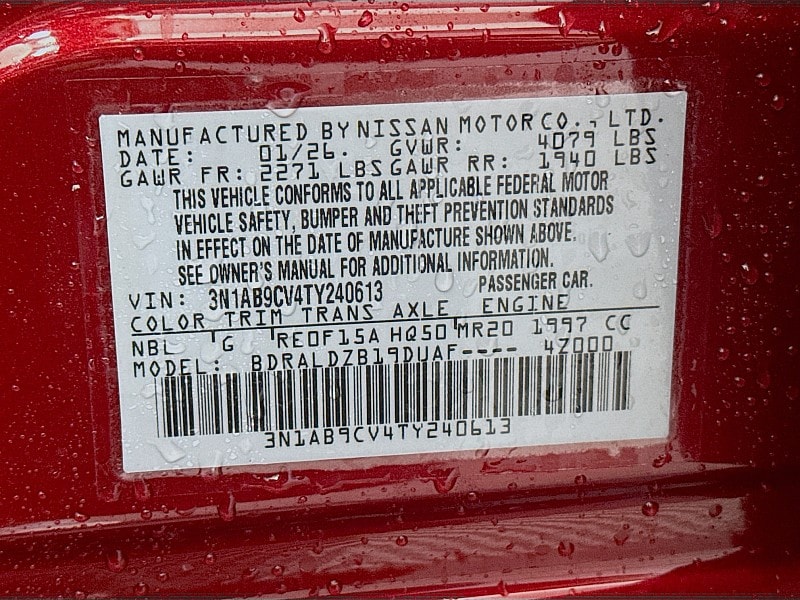 MANUFACTURED BY NISSAN MOTOR CO., LTD.
DATE: 01/26. GVWR: 4079 LBS
GAWR FR: 2271 LBS GAWR RR: 1940 LBS
THIS VEHICLE CONFORMS TO ALL APPLICABLE FEDERAL MOTOR
VEHICLE SAFETY, BUMPER AND THEFT PREVENTION STANDARDS
IN EFFECT ON THE DATE OF MANUFACTURE SHOWN ABOVE.
SEE OWNER'S MANUAL FOR ADDITIONAL INFORMATION.
VIN: 3N1AB9CV4TY240613 PASSENGER CAR.
COLOR TRIM TRANS AXLE ENGINE
NBL G RE0F15A HQ50 MR20 1997 CC
MODEL: BDRALDZB19DUAF---- 4Z000
3N1AB9CV4TY240613